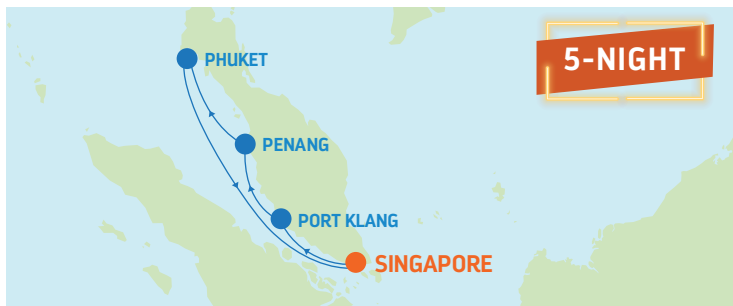 5-NIGHT
PHUKET
PENANG
PORT KLANG
SINGAPORE